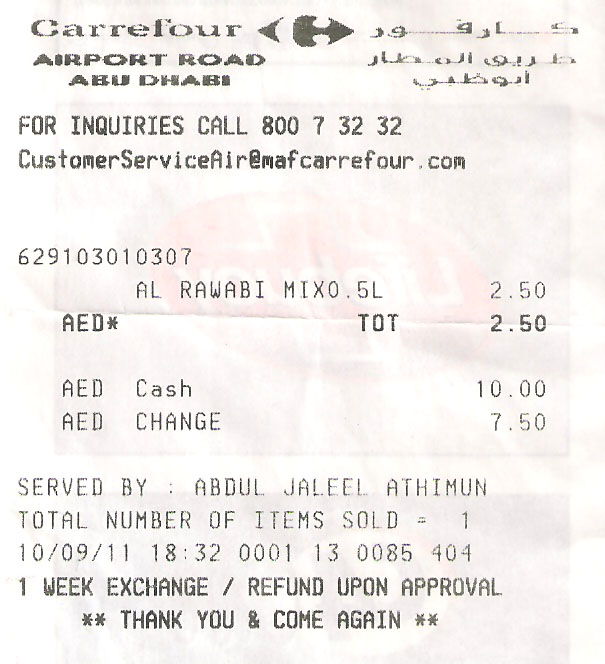 Carrefour كارفور
AIRPORT ROAD طريق المطار
ABU DHABI أبوظبي
FOR INQUIRIES CALL 800 7 32 32
CustomerServiceAir@mafcarrefour.com
629103010307
AL RAWABI MIX0.5L 2.50
AED* TOT 2.50
AED Cash 10.00
AED CHANGE 7.50
SERVED BY : ABDUL JALEEL ATHIMUN
TOTAL NUMBER OF ITEMS SOLD = 1
10/09/11 18:32 0001 13 0085 404
1 WEEK EXCHANGE / REFUND UPON APPROVAL
** THANK YOU & COME AGAIN **